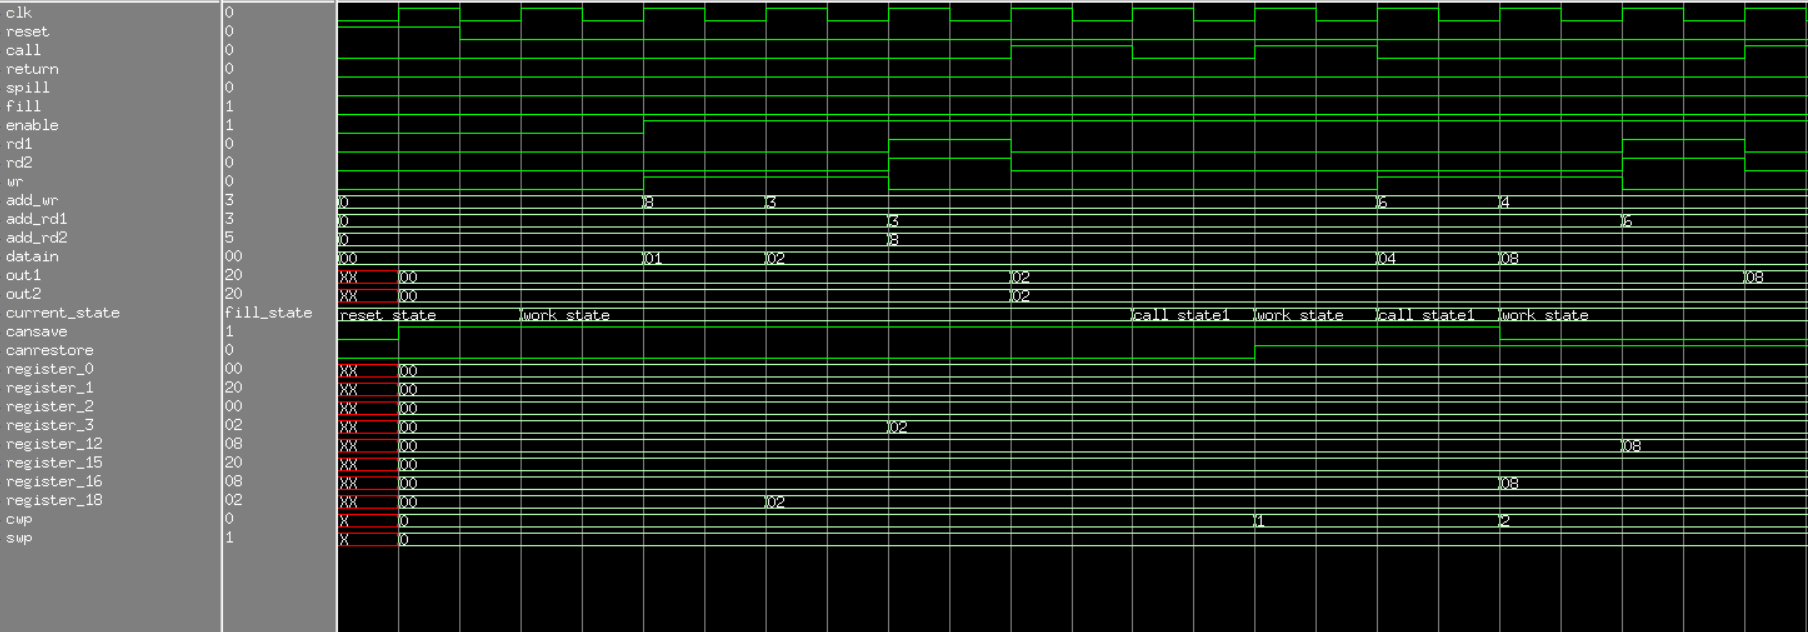 clk 0
reset 0
call 0
return 0
spill 0
fill 1
enable 1
rd1 0
rd2 0
wr 0
add_wr 3 0 8 3 6 4
add_rd1 3 0 3 6
add_rd2 5 0 8
datain 00 00 01 02 04 08
out1 20 XX 00 02 08
out2 20 XX 00 02
current_state fill_state reset state work state call state1 work state call state1 work state
cansave 1
canrestore 0
register_0 00 XX 00
register_1 20 XX 00
register_2 00 XX 00
register_3 02 XX 00 02
register_12 08 XX 00 08
register_15 20 XX 00
register_16 08 XX 00 08
register_18 02 XX 00 02
cwp 0 X 0 1 2
swp 1 X 0